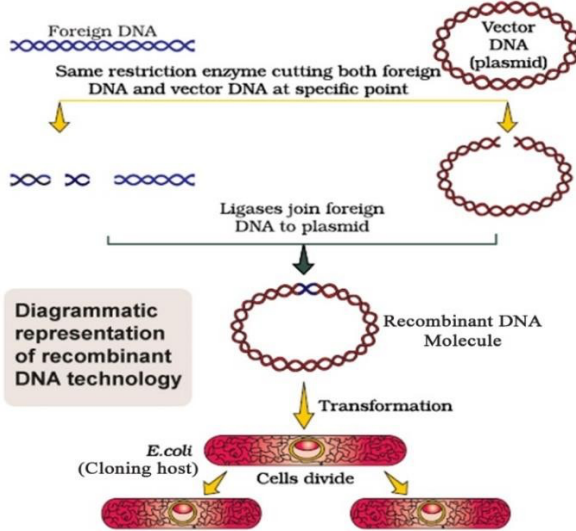 Foreign DNA
Vector
DNA
(plasmid)
Same restriction enzyme cutting both foreign
DNA and vector DNA at specific point
Ligases join foreign
DNA to plasmid
Diagrammatic
representation
of recombinant
DNA technology
Recombinant DNA
Molecule
Transformation
E.coli
(Cloning host)
Cells divide